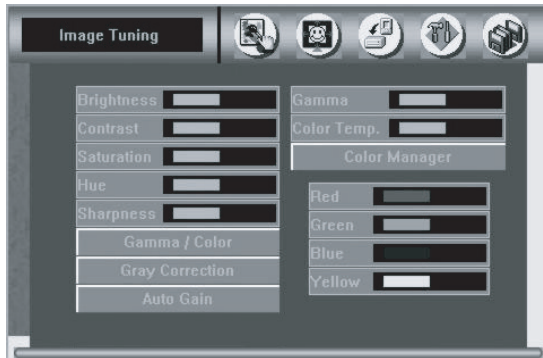 Image Tuning
Brightness
Contrast
Saturation
Hue
Sharpness
Gamma / Color
Gray Correction
Auto Gain
Gamma
Color Temp.
Color Manager
Red
Green
Blue
Yellow